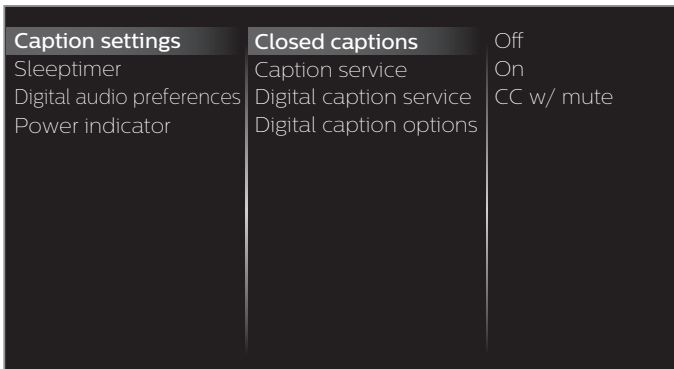 Caption settings
Sleeptimer
Digital audio preferences
Power indicator
Closed captions
Caption service
Digital caption service
Digital caption options
Off
On
CC w/ mute